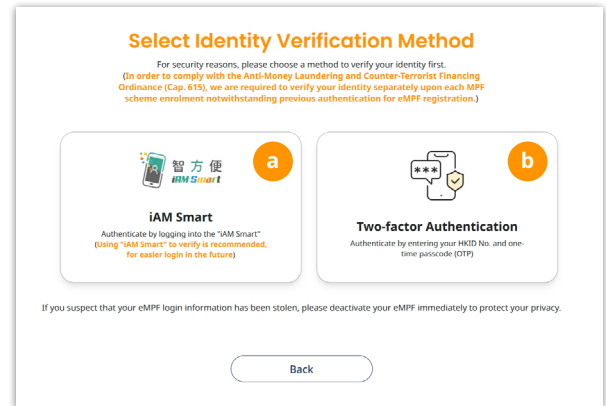 Select Identity Verification Method
For security reasons, please choose a method to verify your identity first.
(In order to comply with the Anti-Money Laundering and Counter-Terrorist Financing
Ordinance (Cap. 615), we are required to verify your identity separately upon each MPF
scheme enrolment notwithstanding previous authentication for eMPF registration.)
智方便
iAM Smart
a
iAM Smart
Authenticate by logging into the "iAM Smart"
(Using "iAM Smart" to verify is recommended,
for easier login in the future)
***
b
Two-factor Authentication
Authenticate by entering your HKID No. and one-
time passcode (OTP)
If you suspect that your eMPF login information has been stolen, please deactivate your eMPF immediately to protect your privacy.
Back